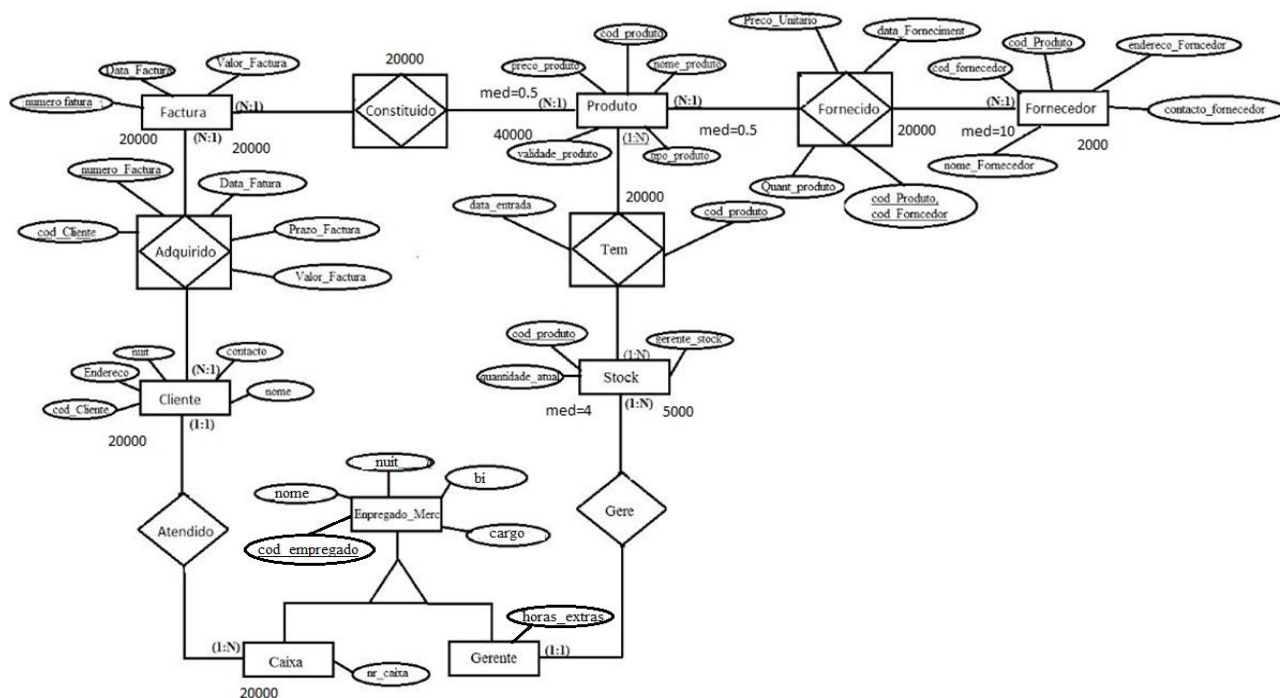 cod_produto
Preco_Unitario
data_Forneciment
cod_Produto
endereco_Forncedor
Data_Factura
Valor_Factura
20000
preco_produto
nome_produto
cod_fornecedor
numero fatura
Factura
(N:1)
Constituido
med=0.5
(N:1)
Produto
(N:1)
Fornecido
(N:1)
Fornecedor
contacto_fornecedor
20000
(N:1)
20000
40000
(1:N)
med=0.5
20000
med=10
2000
validade_produto
tipo_produto
nome_Fornecedor
numero_Factura
Data_Fatura
Quant_produto
cod_Produto,
cod_Forncedor
20000
data_entrada
cod_produto
cod_Cliente
Prazo_Factura
Adquirido
Tem
Valor_Factura
cod_produto
(1:N)
gerente_stock
nuit
contacto
Endereco
(N:1)
quantidade_atual
Stock
cod_Cliente
Cliente
nome
(1:1)
med=4
(1:N)
5000
20000
nuit
bi
nome
Enpregado_Merc
Atendido
Gere
cod_empregado
cargo
horas_extras
(1:N)
Caixa
Gerente
(1:1)
nr_caixa
20000